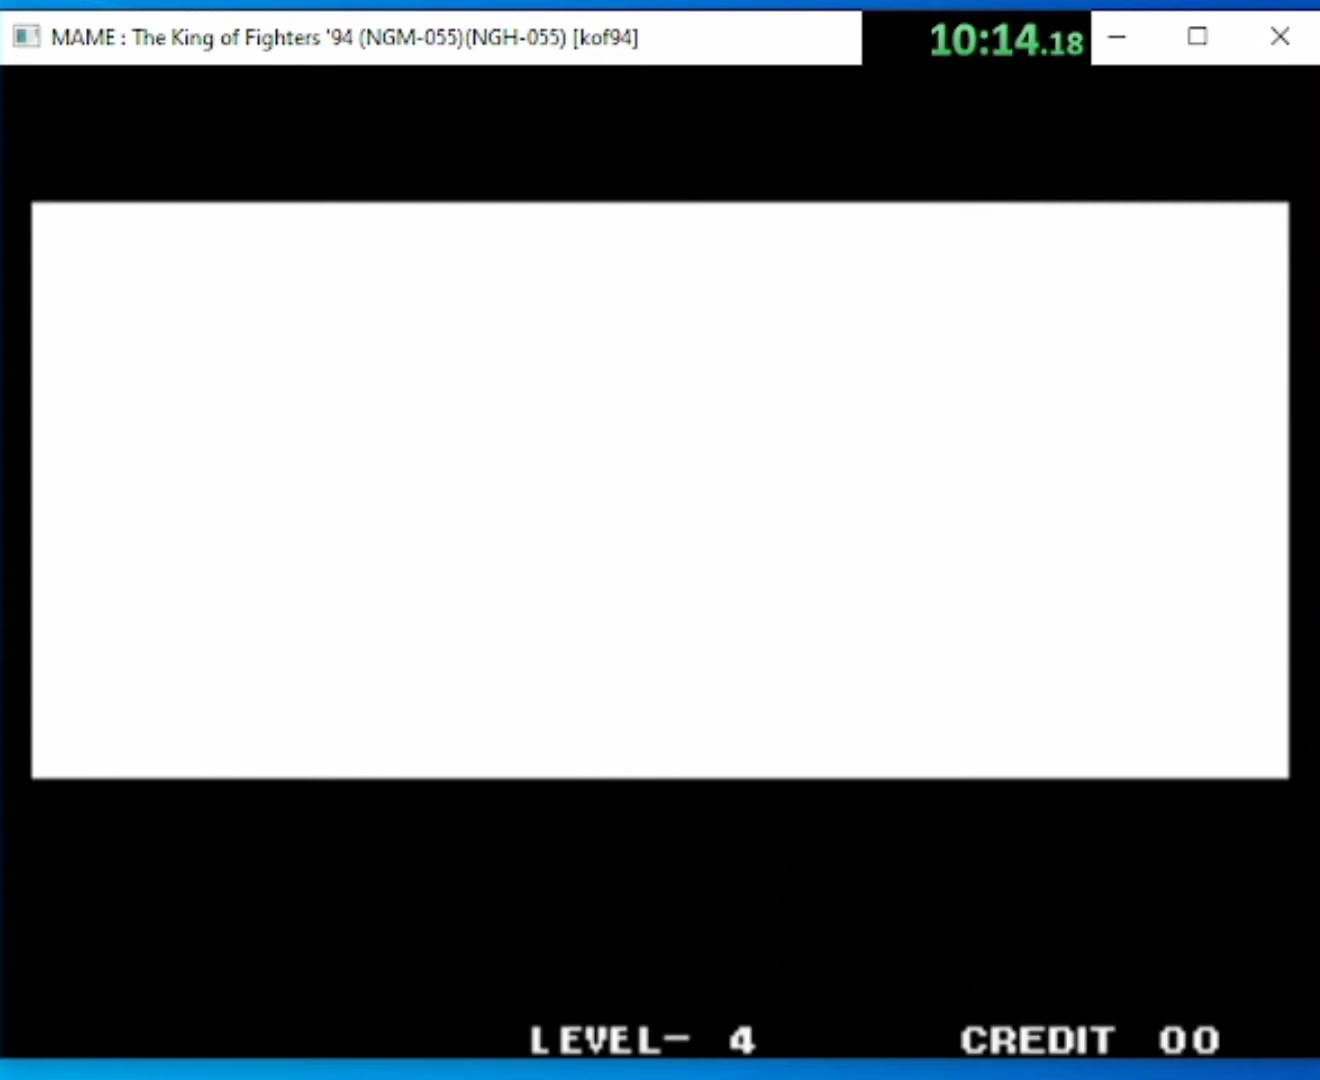 MAME : The King of Fighters '94 (NGM-055)(NGH-055) [kof94]
10:14.18
LEVEL- 4 CREDIT 00